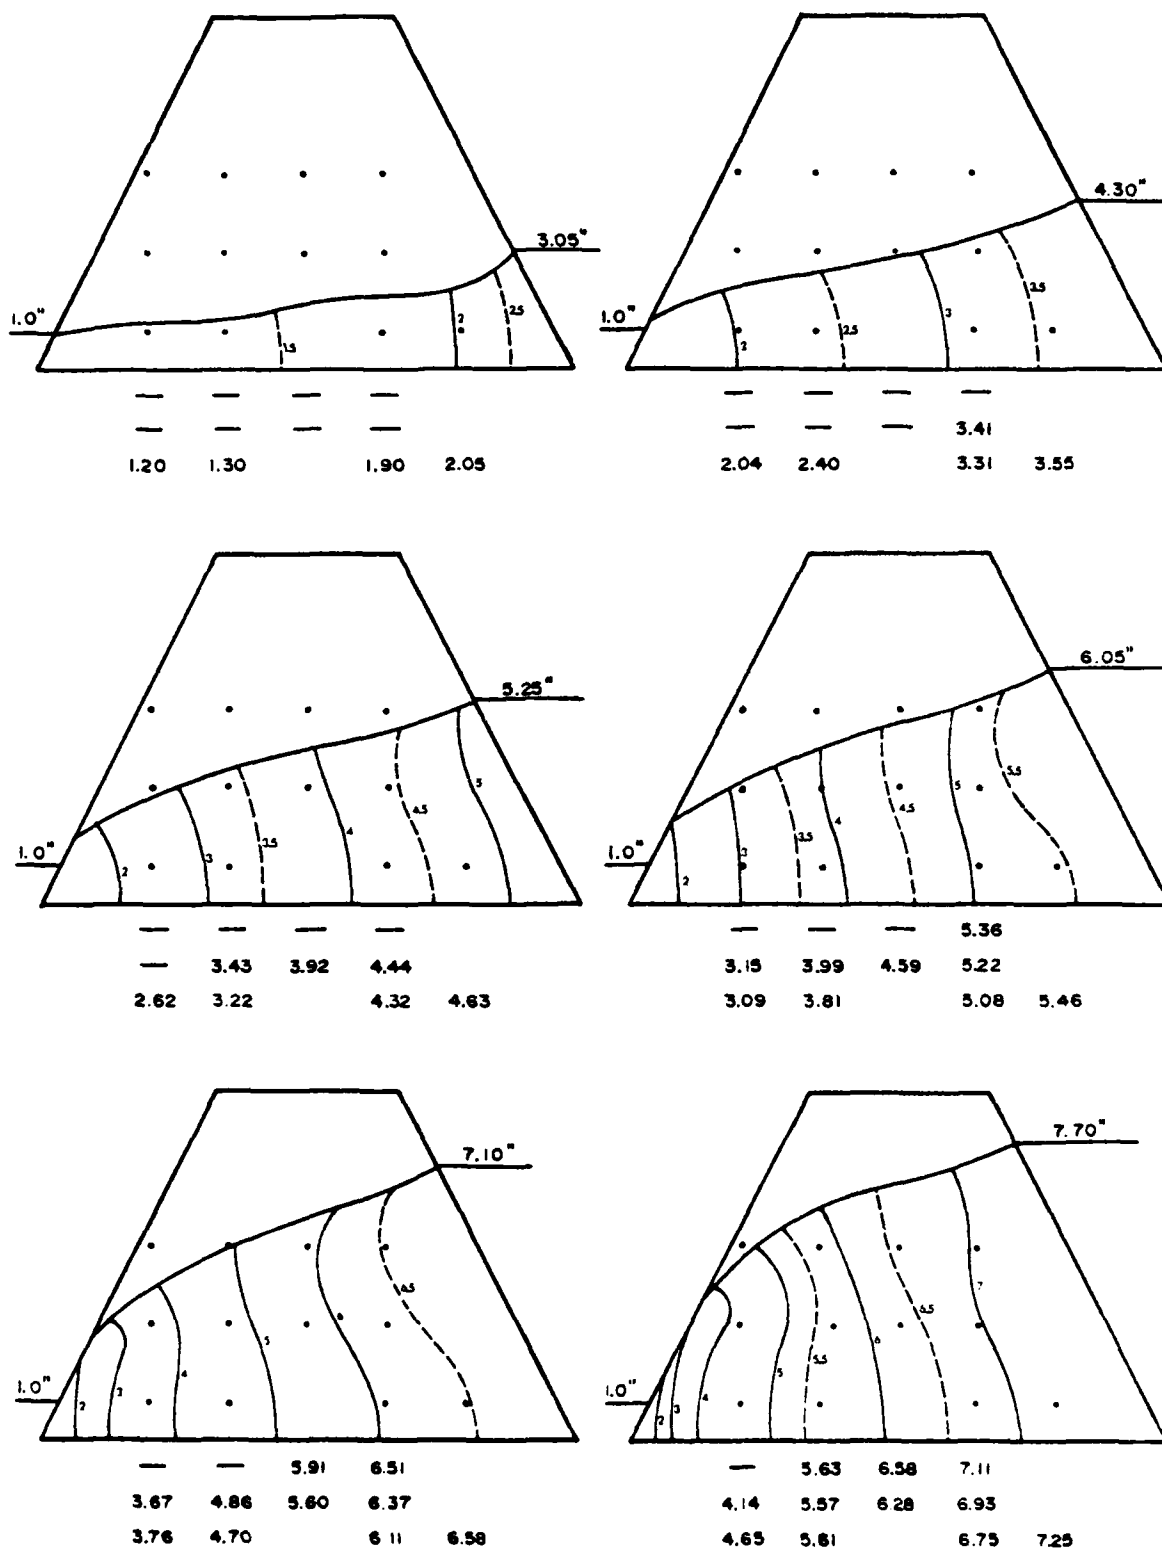 3.05"
1.0"
1.5
2
2.5
— — — —
— — — —
1.20 1.30 1.90 2.05
4.30"
1.0"
2
2.5
3
3.5
— — — —
— — — 3.41
2.04 2.40 3.31 3.55
5.25"
1.0"
2
3
3.5
4
4.5
5
— — — —
— 3.43 3.92 4.44
2.62 3.22 4.32 4.63
6.05"
1.0"
2
3
3.5
4
4.5
5
5.5
— — — 5.36
3.15 3.99 4.59 5.22
3.09 3.81 5.08 5.46
7.10"
1.0"
2
3
4
5
6
6.5
— — 5.91 6.51
3.67 4.86 5.60 6.37
3.76 4.70 6.11 6.58
7.70"
1.0"
2
3
4
5
5.5
6
6.5
7
— 5.63 6.58 7.11
4.14 5.57 6.28 6.93
4.65 5.61 6.75 7.25